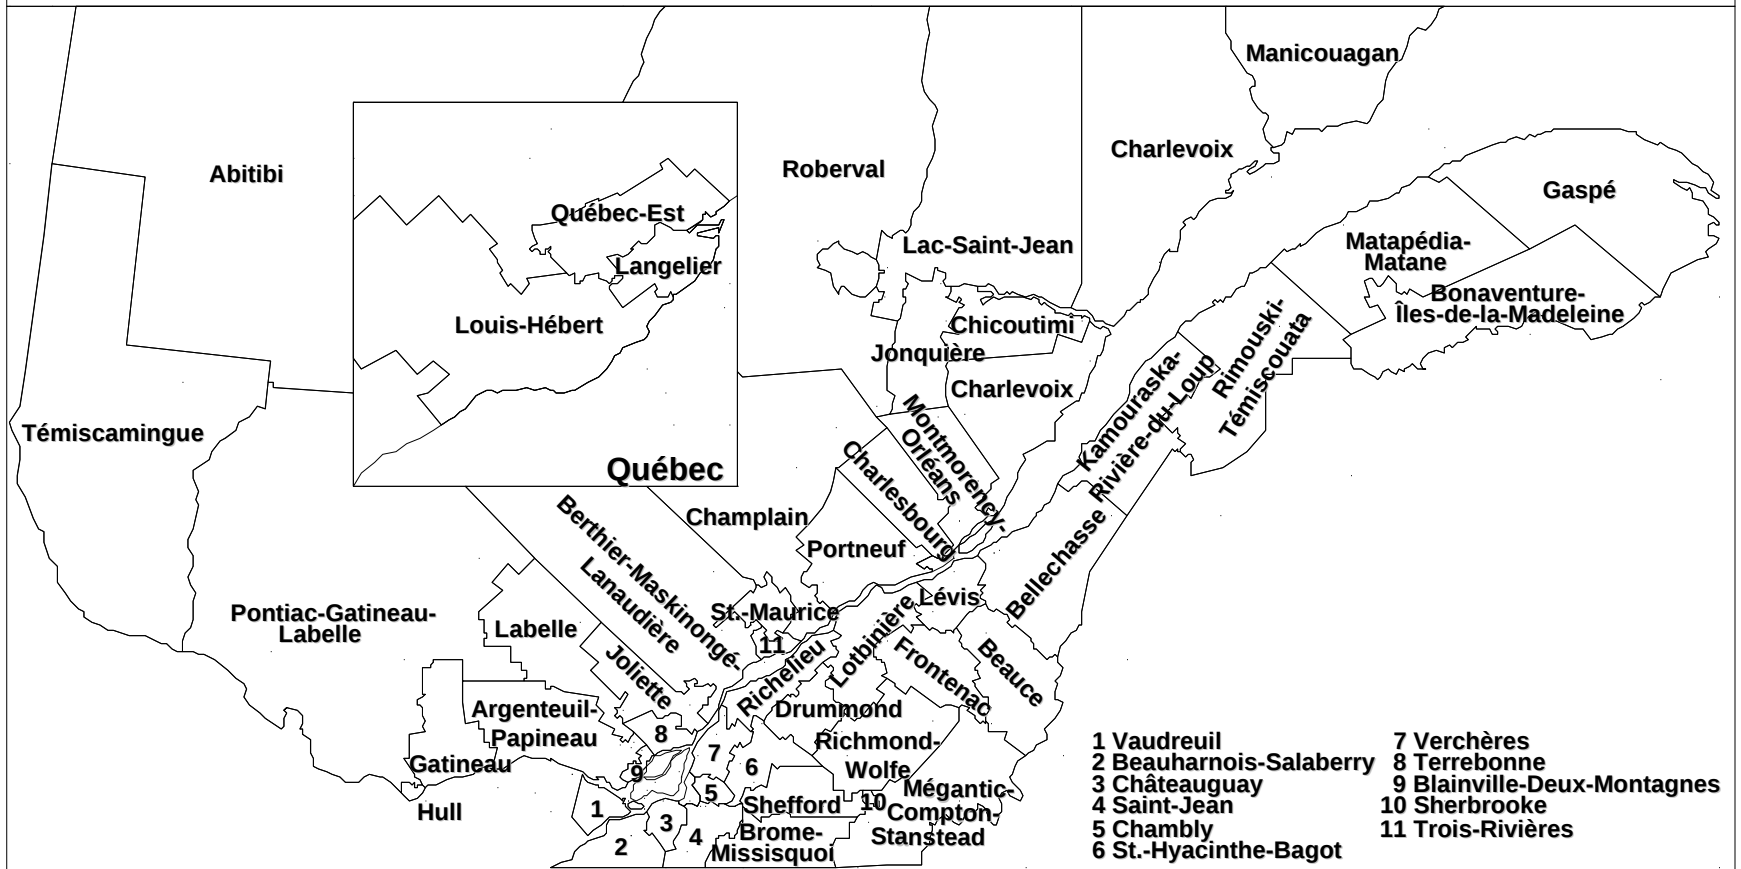 Manicouagan
Abitibi
Roberval
Charlevoix
Gaspé
Québec-Est
Lac-Saint-Jean
Matapédia-
Matane
Langelier
Bonaventure-
Îles-de-la-Madeleine
Louis-Hébert
Chicoutimi
Jonquière
Charlevoix
Rimouski-
Témiscouata
Kamouraska-
Rivière-du-Loup
Témiscamingue
Québec
Montmorency-
Orléans
Charlesbourg
Champlain
Portneuf
Berthier-Maskinongé-
Lanaudière
Bellechasse
Pontiac-Gatineau-
Labelle
Labelle
St.-Maurice
Lévis
11
Lotbinière
Joliette
Richelieu
Frontenac
Beauce
Argenteuil-
Papineau
Drummond
8
Richmond-
Wolfe
7
6
Gatineau
9
5
Hull
1
Shefford
10
Mégantic-
Compton-
Stanstead
3
4
Brome-
Missisquoi
2
1 Vaudreuil
2 Beauharnois-Salaberry
3 Châteauguay
4 Saint-Jean
5 Chambly
6 St.-Hyacinthe-Bagot
7 Verchères
8 Terrebonne
9 Blainville-Deux-Montagnes
10 Sherbrooke
11 Trois-Rivières